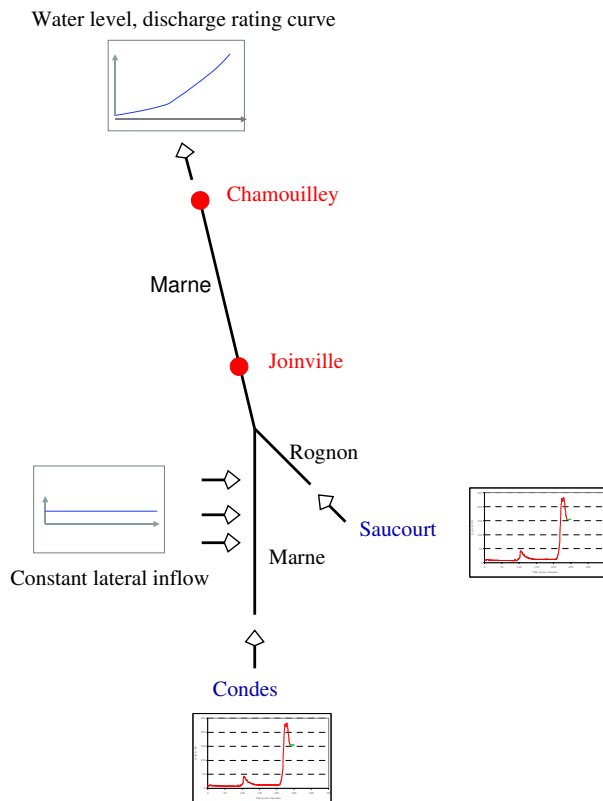 Water level, discharge rating curve
Chamouilley
Marne
Joinville
Rognon
Saucourt
Marne
Constant lateral inflow
Condes